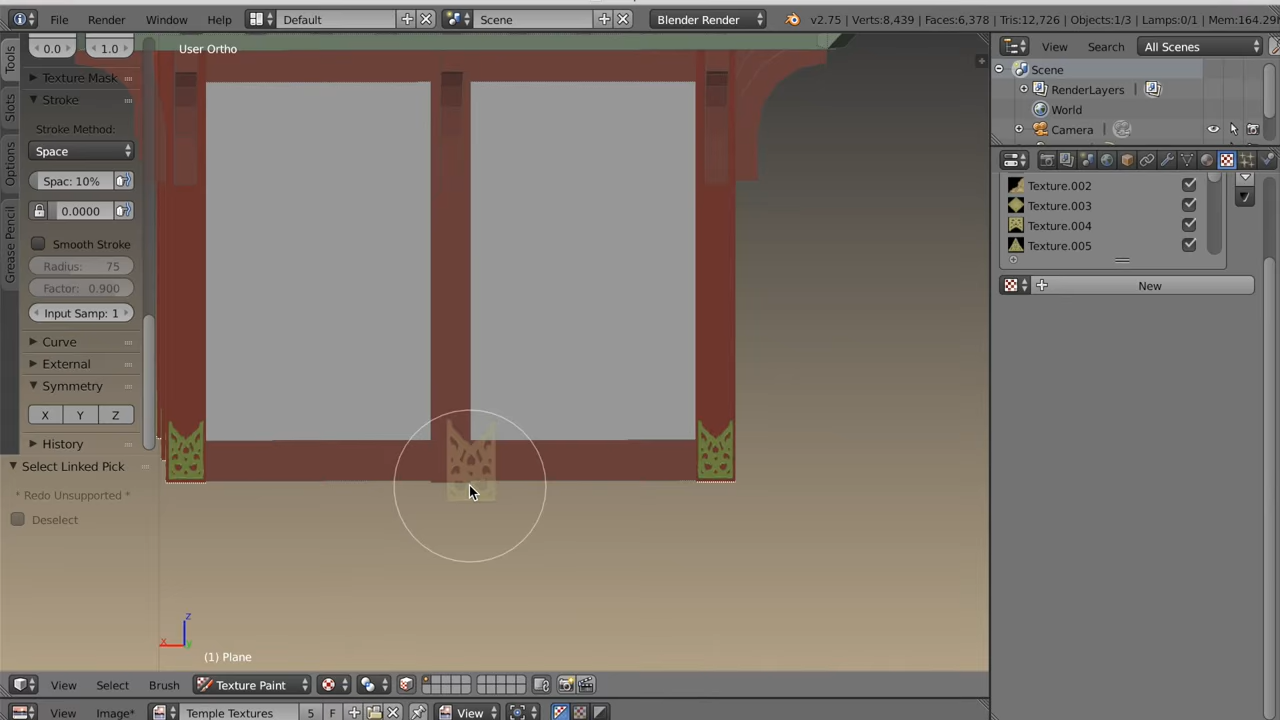 File Render Window Help Default Scene Blender Render v2.75 | Verts:8,439 | Faces:6,378 | Tris:12,726 | Objects:1/3 | Lamps:0/1 | Mem:164.29
0.0 1.0 User Ortho View Search All Scenes
Tools
Slots
Options
Grease Pencil
Texture Mask
Stroke
Stroke Method:
Space
Spac: 10%
0.0000
Smooth Stroke
Radius: 75
Factor: 0.900
Input Samp: 1
Curve
External
Symmetry
X Y Z
History
Select Linked Pick
* Redo Unsupported *
Deselect
Scene
RenderLayers
World
Camera
Texture.002
Texture.003
Texture.004
Texture.005
New
z
x
y
(1) Plane
View Select Brush Texture Paint
View Image* Temple Textures 5 F View